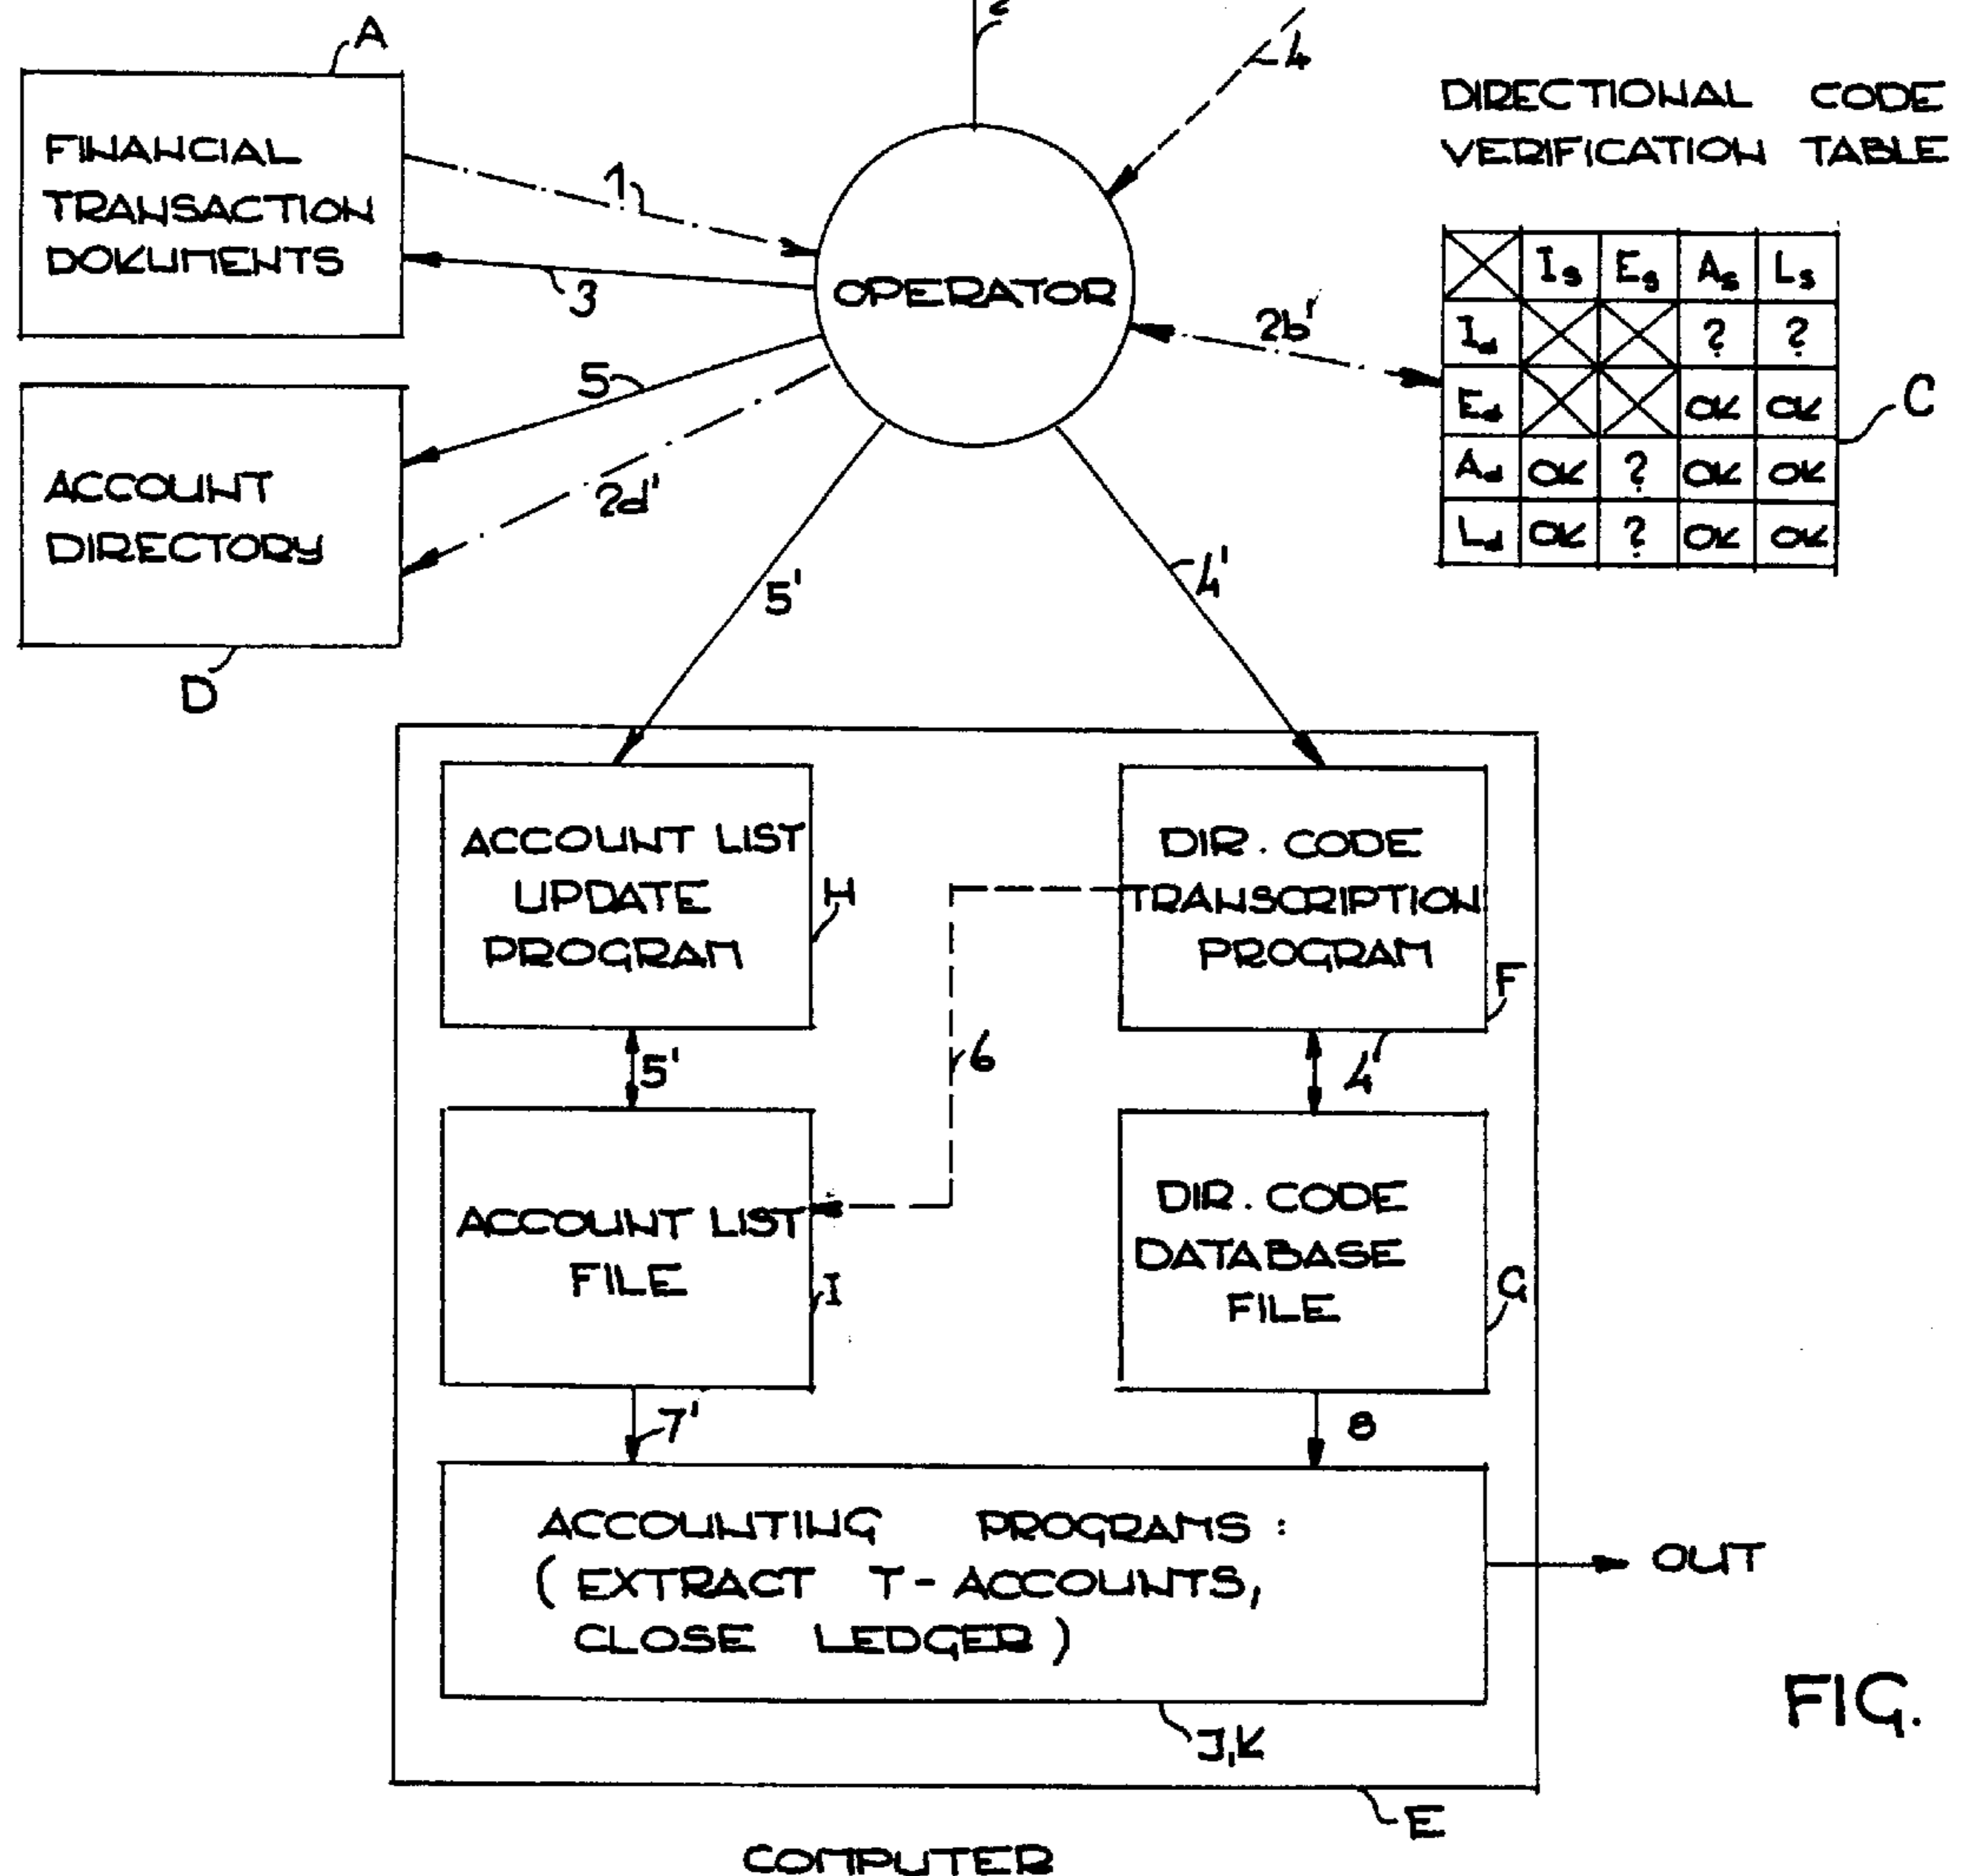 A
2
4
DIRECTIONAL CODE
VERIFICATION TABLE
FINANCIAL
TRANSACTION
DOKUMENTS
1
3
OPERATOR
2b'
Is Es As Ls
Id ? ?
Ed OK OK
Ad OK ? OK OK
Ld OK ? OK OK
C
5
2d'
ACCOUNT
DIRECTORY
D
5'
4'
ACCOUNT LIST
UPDATE
PROGRAM
H
DIR. CODE
TRANSCRIPTION
PROGRAM
F
5'
6
4'
ACCOUNT LIST
FILE
I
DIR. CODE
DATABASE
FILE
G
7'
8
ACCOUNTING PROGRAMS:
(EXTRACT T-ACCOUNTS,
CLOSE LEDGER)
OUT
J,K
FIG.
E
COMPUTER